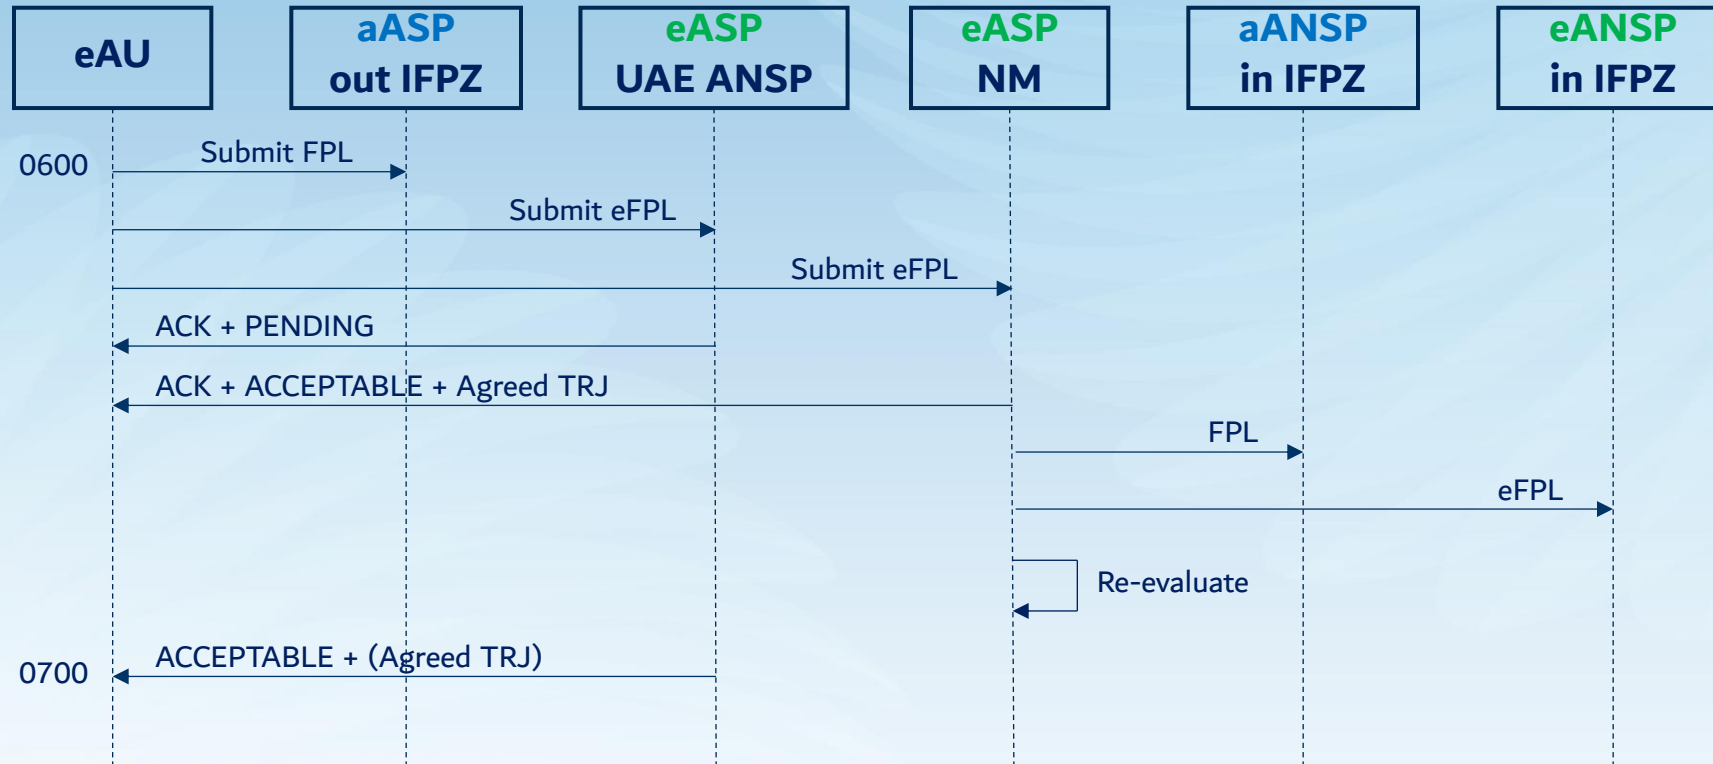 eAU
aASP
out IFPZ
eASP
UAE ANSP
eASP
NM
aANSP
in IFPZ
eANSP
in IFPZ
0600
Submit FPL
Submit eFPL
Submit eFPL
ACK + PENDING
ACK + ACCEPTABLE + Agreed TRJ
FPL
eFPL
Re-evaluate
0700
ACCEPTABLE + (Agreed TRJ)